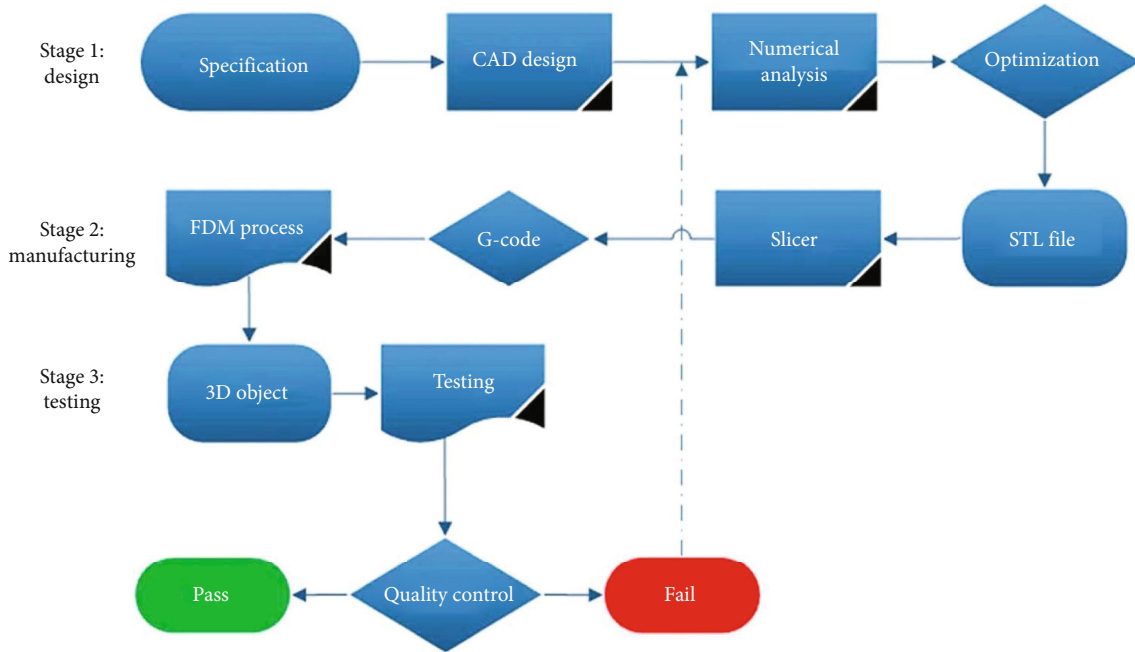 Stage 1:
design
Specification
CAD design
Numerical
analysis
Optimization
Stage 2:
manufacturing
FDM process
G-code
Slicer
STL file
Stage 3:
testing
3D object
Testing
Pass
Quality control
Fail